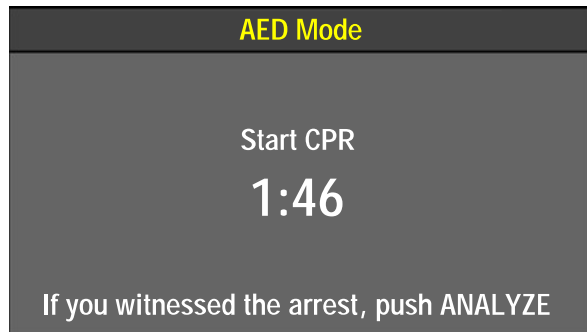 AED Mode
Start CPR
1:46
If you witnessed the arrest, push ANALYZE